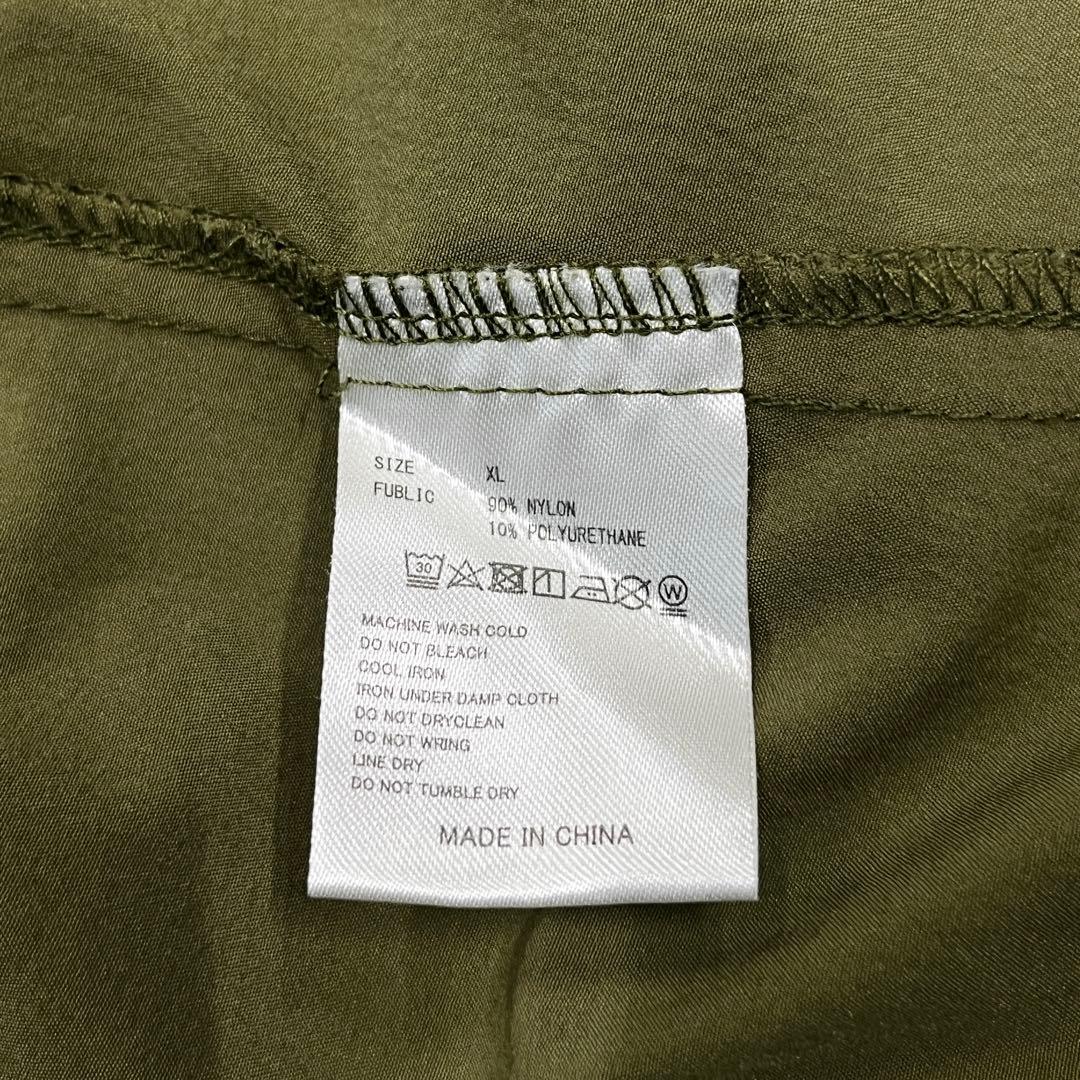 SIZE XL
FUBLIC 90% NYLON
10% POLYURETHANE
30 W
MACHINE WASH COLD
DO NOT BLEACH
COOL IRON
IRON UNDER DAMP CLOTH
DO NOT DRYCLEAN
DO NOT WRING
LINE DRY
DO NOT TUMBLE DRY
MADE IN CHINA